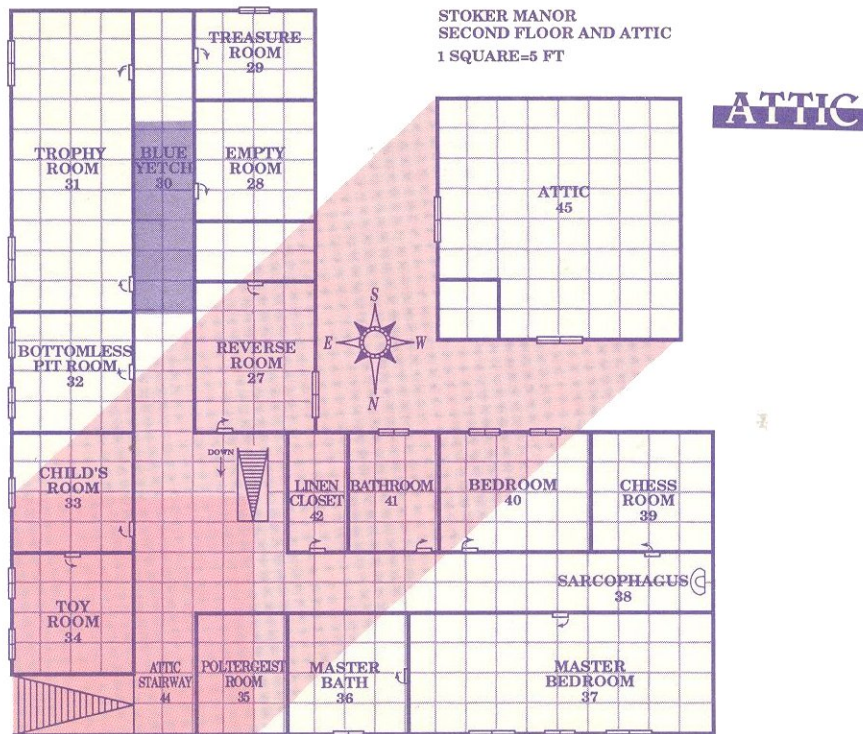 STOKER MANOR
SECOND FLOOR AND ATTIC
1 SQUARE=5 FT
ATTIC
TREASURE
ROOM
29
TROPHY
ROOM
31
BLUE
YETCH
30
EMPTY
ROOM
28
ATTIC
45
S
E
W
N
BOTTOMLESS
PIT ROOM
32
REVERSE
ROOM
27
CHILD'S
ROOM
33
DOWN
LINEN
CLOSET
42
BATHROOM
41
BEDROOM
40
CHESS
ROOM
39
SARCOPHAGUS
38
TOY
ROOM
34
ATTIC
STAIRWAY
44
POLTERGEIST
ROOM
35
MASTER
BATH
36
MASTER
BEDROOM
37